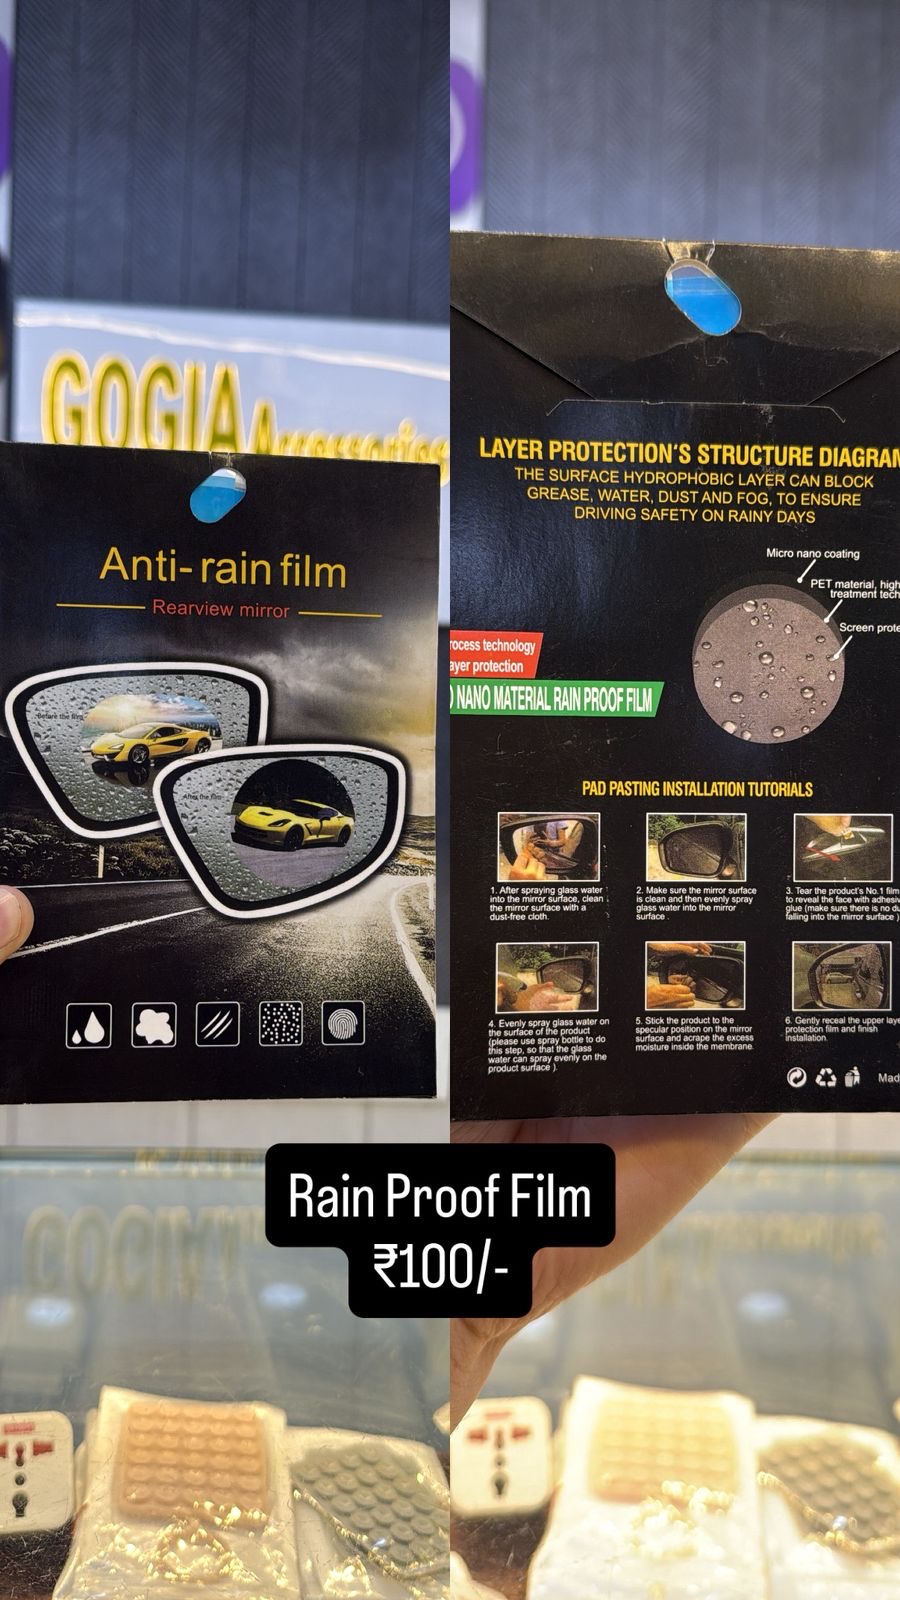 GOGIA Accessories
Anti-rain film
Rearview mirror
Before the film
After the film
LAYER PROTECTION'S STRUCTURE DIAGRAM
THE SURFACE HYDROPHOBIC LAYER CAN BLOCK
GREASE, WATER, DUST AND FOG, TO ENSURE
DRIVING SAFETY ON RAINY DAYS
Micro nano coating
PET material, high
treatment tech
Screen prote
rocess technology
ayer protection
NANO MATERIAL RAIN PROOF FILM
PAD PASTING INSTALLATION TUTORIALS
1. After spraying glass water
into the mirror surface, clean
the mirror surface with a
dust-free cloth.
2. Make sure the mirror surface
is clean and then evenly spray
glass water into the mirror
surface .
3. Tear the product's No.1 film
to reveal the face with adhesiv
glue (make sure there is no du
falling into the mirror surface )
4. Evenly spray glass water on
the surface of the product
(please use spray bottle to do
this step, so that the glass
water can spray evenly on the
product surface ).
5. Stick the product to the
specular position on the mirror
surface and acrape the excess
moisture inside the membrane.
6. Gently reveal the upper laye
protection film and finish
installation.
Mad
Rain Proof Film
₹100/-